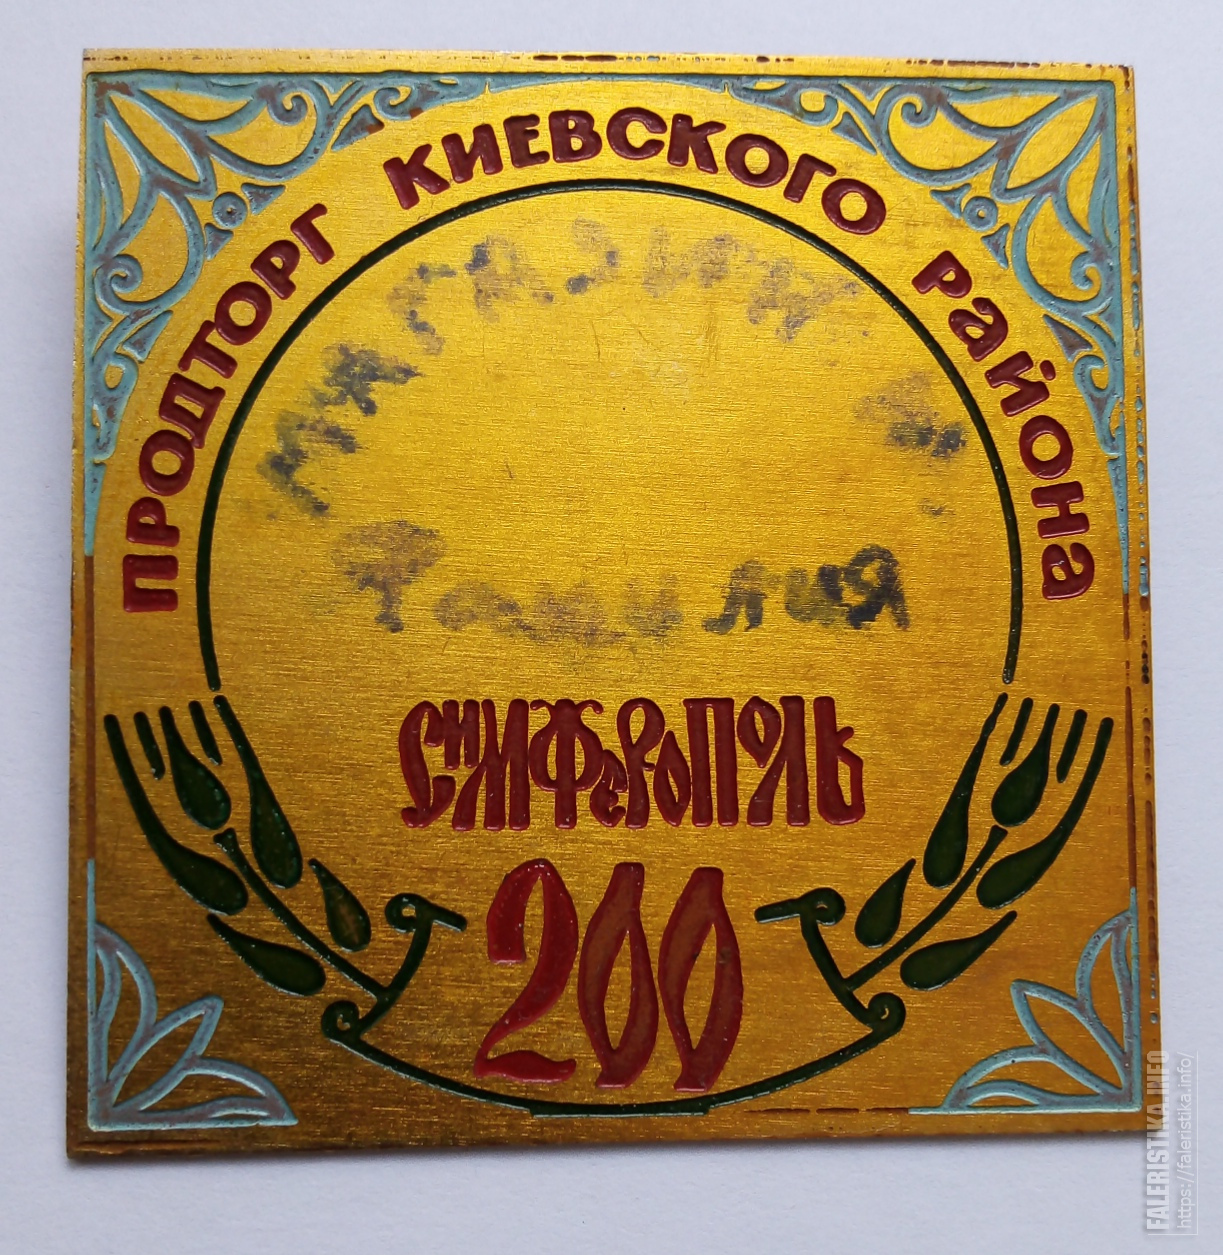 ПРОДТОРГ КИЕВСКОГО РайОНа
МАГАЗИН
Фамилия
СИМФЕРОПОЛЬ
200
FALERISTIKA.INFO
https://faleristika.info/